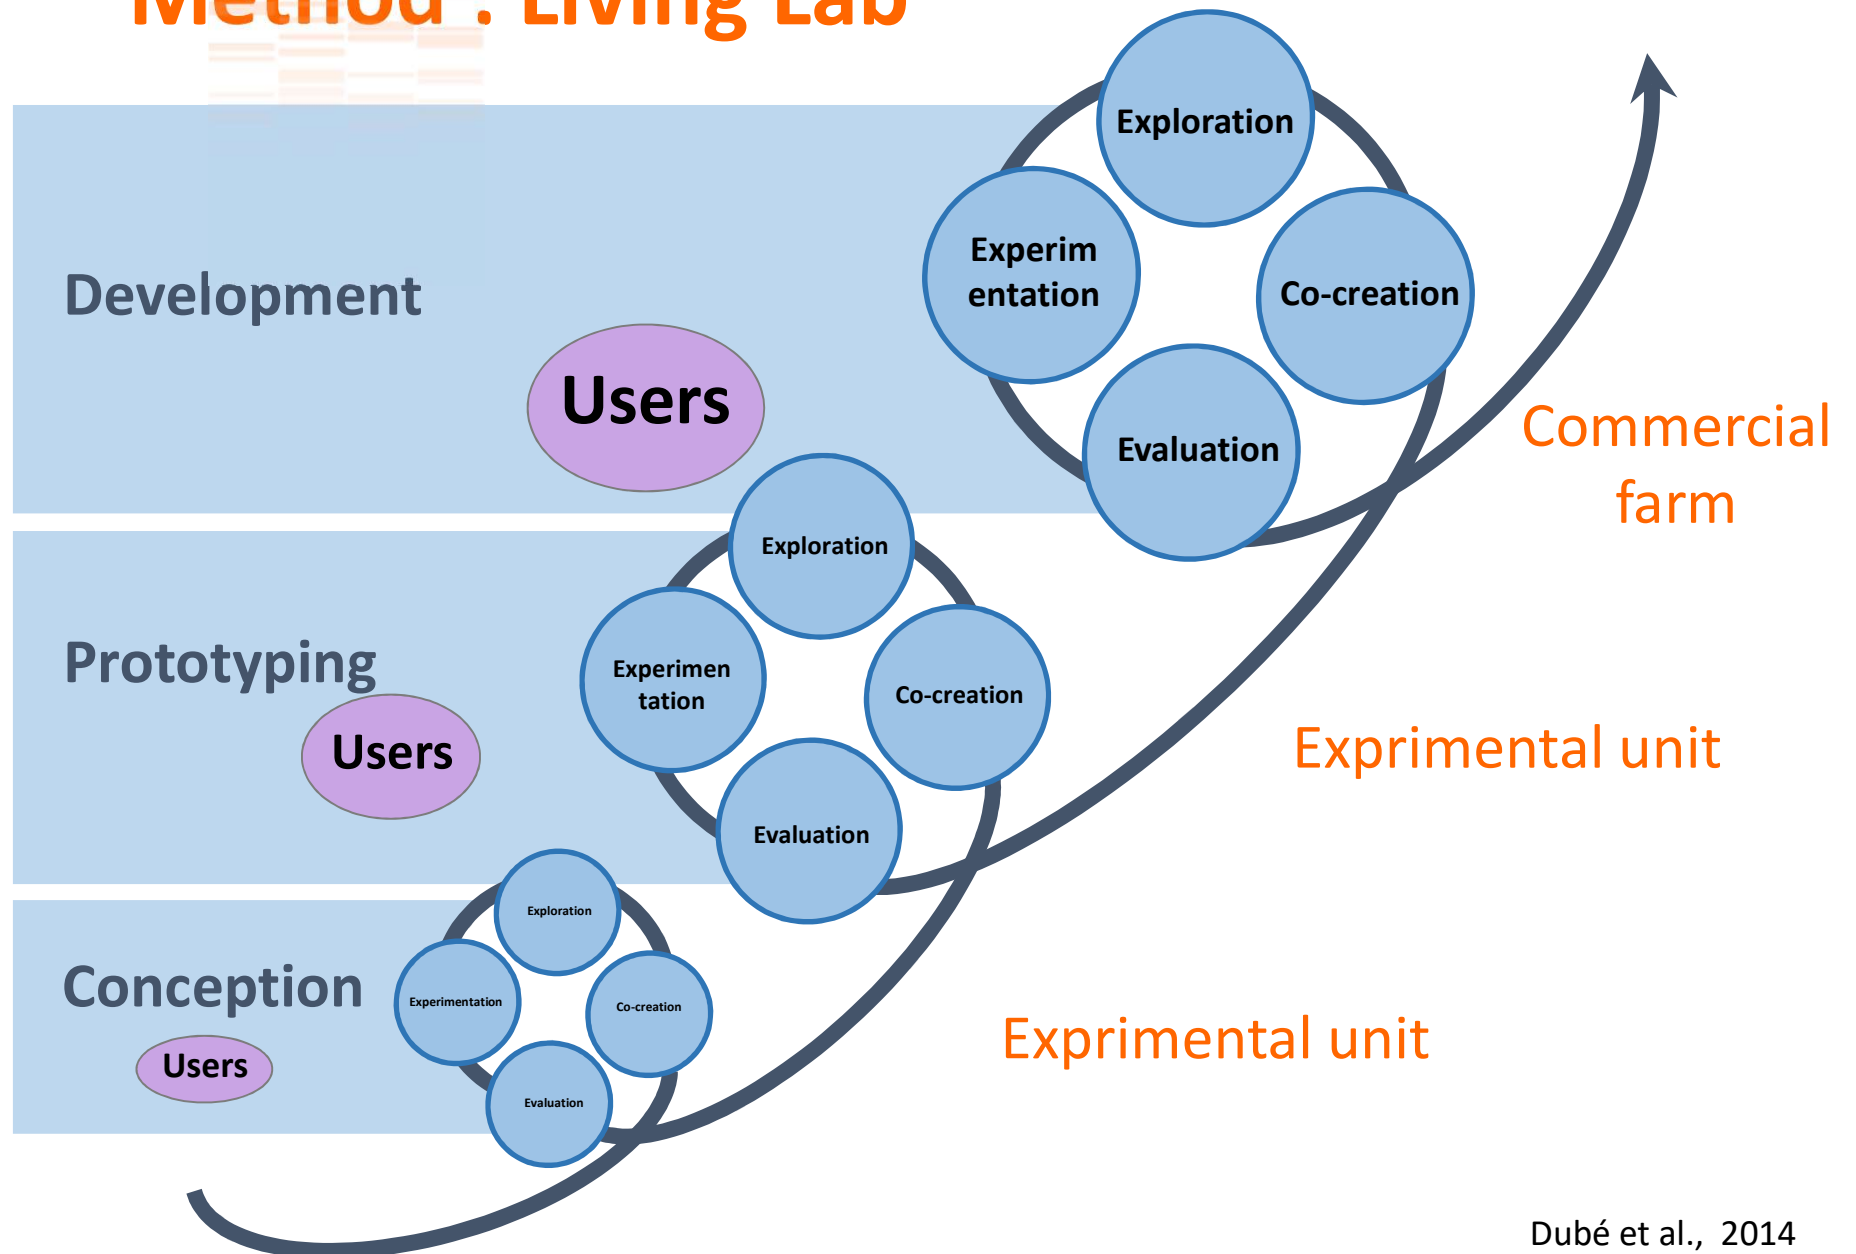 Method : Living Lab
Exploration
Experim
entation
Co-creation
Development
Users
Evaluation
Commercial
farm
Exploration
Prototyping
Experimen
tation
Co-creation
Users
Evaluation
Exprimental unit
Exploration
Conception
Experimentation
Co-creation
Users
Evaluation
Exprimental unit
Dubé et al., 2014